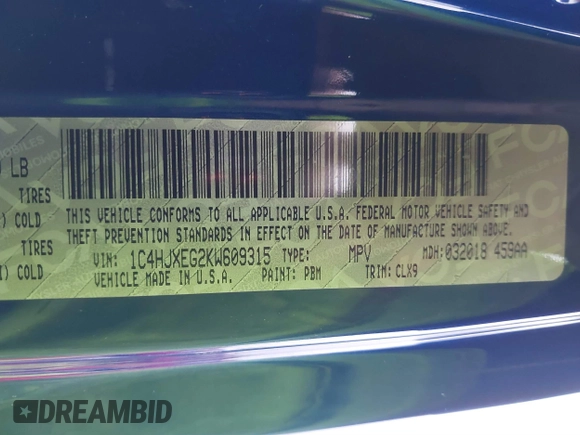 LB
TIRES
COLD
TIRES
COLD
THIS VEHICLE CONFORMS TO ALL APPLICABLE U.S.A. FEDERAL MOTOR VEHICLE SAFETY AND
THEFT PREVENTION STANDARDS IN EFFECT ON THE DATE OF MANUFACTURE SHOWN ABOVE.
VIN: 1C4HJXEG2KW609315 TYPE: MPV MDH: 032018 459AA
VEHICLE MADE IN U.S.A. PAINT: PBM TRIM: CLX9
DREAMBID